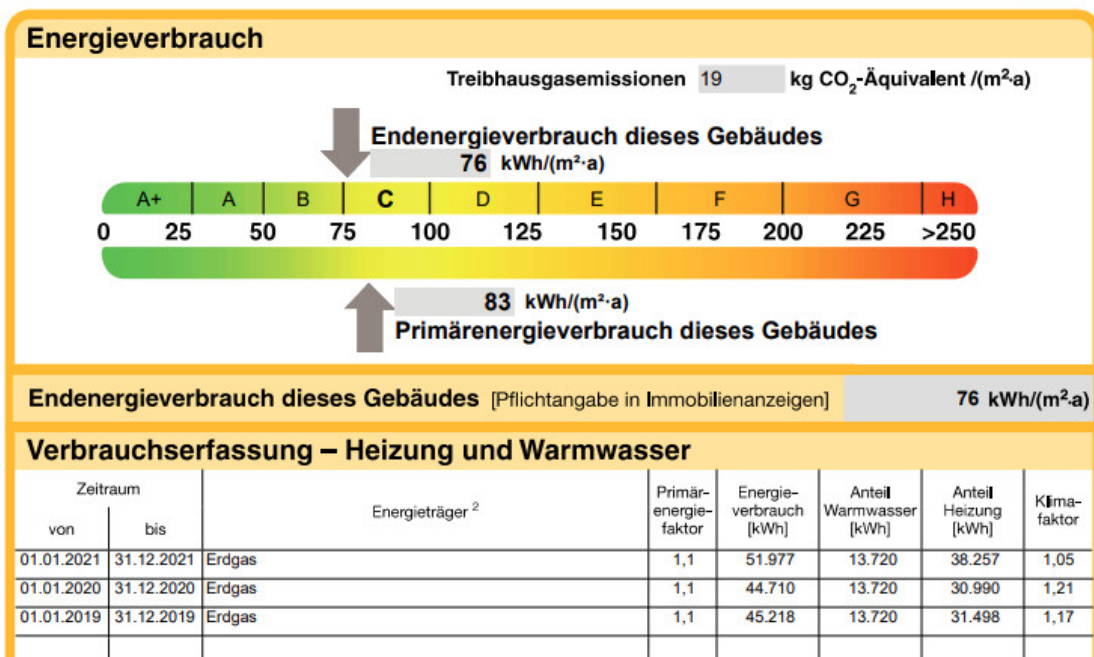 Energieverbrauch
Treibhausgasemissionen 19 kg CO₂-Äquivalent /(m²·a)
Endenergieverbrauch dieses Gebäudes
76 kWh/(m²·a)
A+ A B C D E F G H
0 25 50 75 100 125 150 175 200 225 >250
83 kWh/(m²·a)
Primärenergieverbrauch dieses Gebäudes
Endenergieverbrauch dieses Gebäudes [Pflichtangabe in Immobilienanzeigen] 76 kWh/(m²·a)
Verbrauchserfassung – Heizung und Warmwasser
Zeitraum
von bis
Energieträger ²
Primär-
energie-
faktor
Energie-
verbrauch
[kWh]
Anteil
Warmwasser
[kWh]
Anteil
Heizung
[kWh]
Klima-
faktor
01.01.2021 31.12.2021 Erdgas 1,1 51.977 13.720 38.257 1,05
01.01.2020 31.12.2020 Erdgas 1,1 44.710 13.720 30.990 1,21
01.01.2019 31.12.2019 Erdgas 1,1 45.218 13.720 31.498 1,17